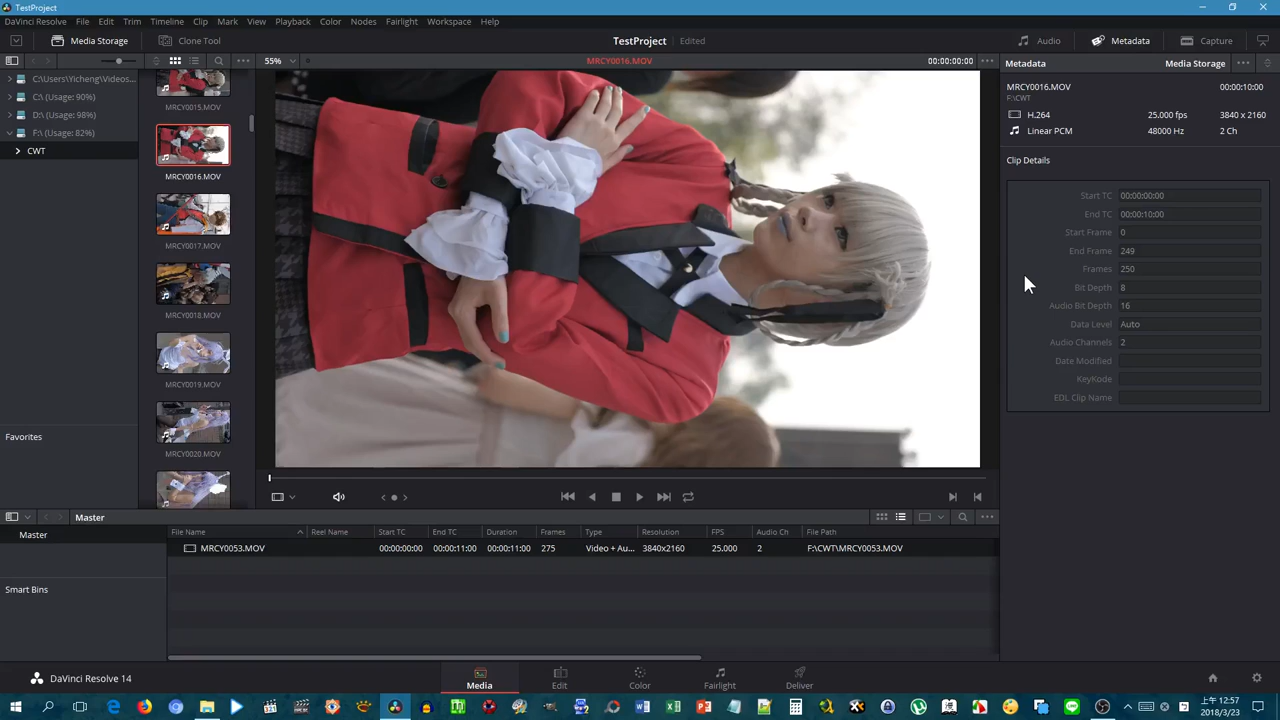 TestProject
DaVinci Resolve File Edit Trim Timeline Clip Mark View Playback Color Nodes Fairlight Workspace Help
Media Storage Clone Tool TestProject Edited Audio Metadata Capture
55% MRCY0016.MOV 00:00:00:00 Metadata Media Storage
C:\Users\Yicheng\Videos...
C:\ (Usage: 90%)
D:\ (Usage: 98%)
F:\ (Usage: 82%)
CWT
Favorites
MRCY0015.MOV
MRCY0016.MOV
MRCY0017.MOV
MRCY0018.MOV
MRCY0019.MOV
MRCY0020.MOV
MRCY0016.MOV 00:00:10:00
F:\CWT
H.264 25.000 fps 3840 x 2160
Linear PCM 48000 Hz 2 Ch
Clip Details
Start TC 00:00:00:00
End TC 00:00:10:00
Start Frame 0
End Frame 249
Frames 250
Bit Depth 8
Audio Bit Depth 16
Data Level Auto
Audio Channels 2
Date Modified
KeyKode
EDL Clip Name
Master
Master
Smart Bins
File Name Reel Name Start TC End TC Duration Frames Type Resolution FPS Audio Ch File Path
MRCY0053.MOV 00:00:00:00 00:00:11:00 00:00:11:00 275 Video + Au... 3840x2160 25.000 2 F:\CWT\MRCY0053.MOV
DaVinci Resolve 14 Media Edit Color Fairlight Deliver
上午 12:57
2018/3/23